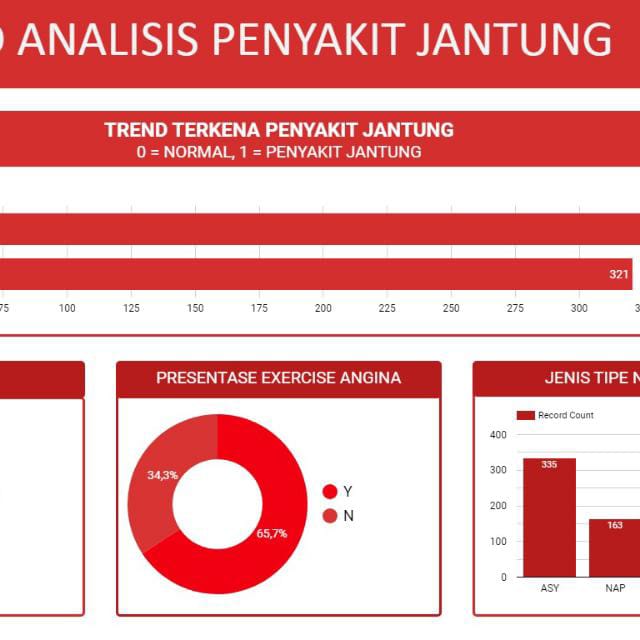 ANALISIS PENYAKIT JANTUNG
TREND TERKENA PENYAKIT JANTUNG
0 = NORMAL, 1 = PENYAKIT JANTUNG
321
75 100 125 150 175 200 225 250 275 300
PRESENTASE EXERCISE ANGINA
34,3%
65,7%
Y
N
JENIS TIPE N
Record Count
400
300
200
100
0
335
163
ASY NAP